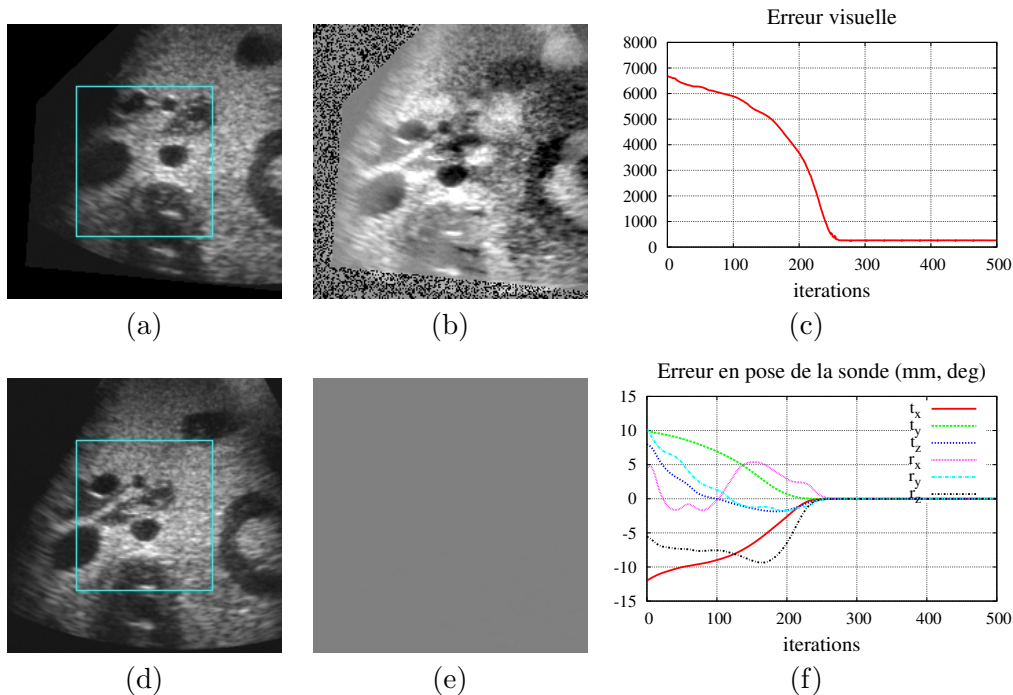 Erreur visuelle
8000
7000
6000
5000
4000
3000
2000
1000
0
0 100 200 300 400 500
iterations
(a) (b) (c)
Erreur en pose de la sonde (mm, deg)
15
10
5
0
-5
-10
-15
t_x
t_y
t_z
r_x
r_y
r_z
0 100 200 300 400 500
iterations
(d) (e) (f)